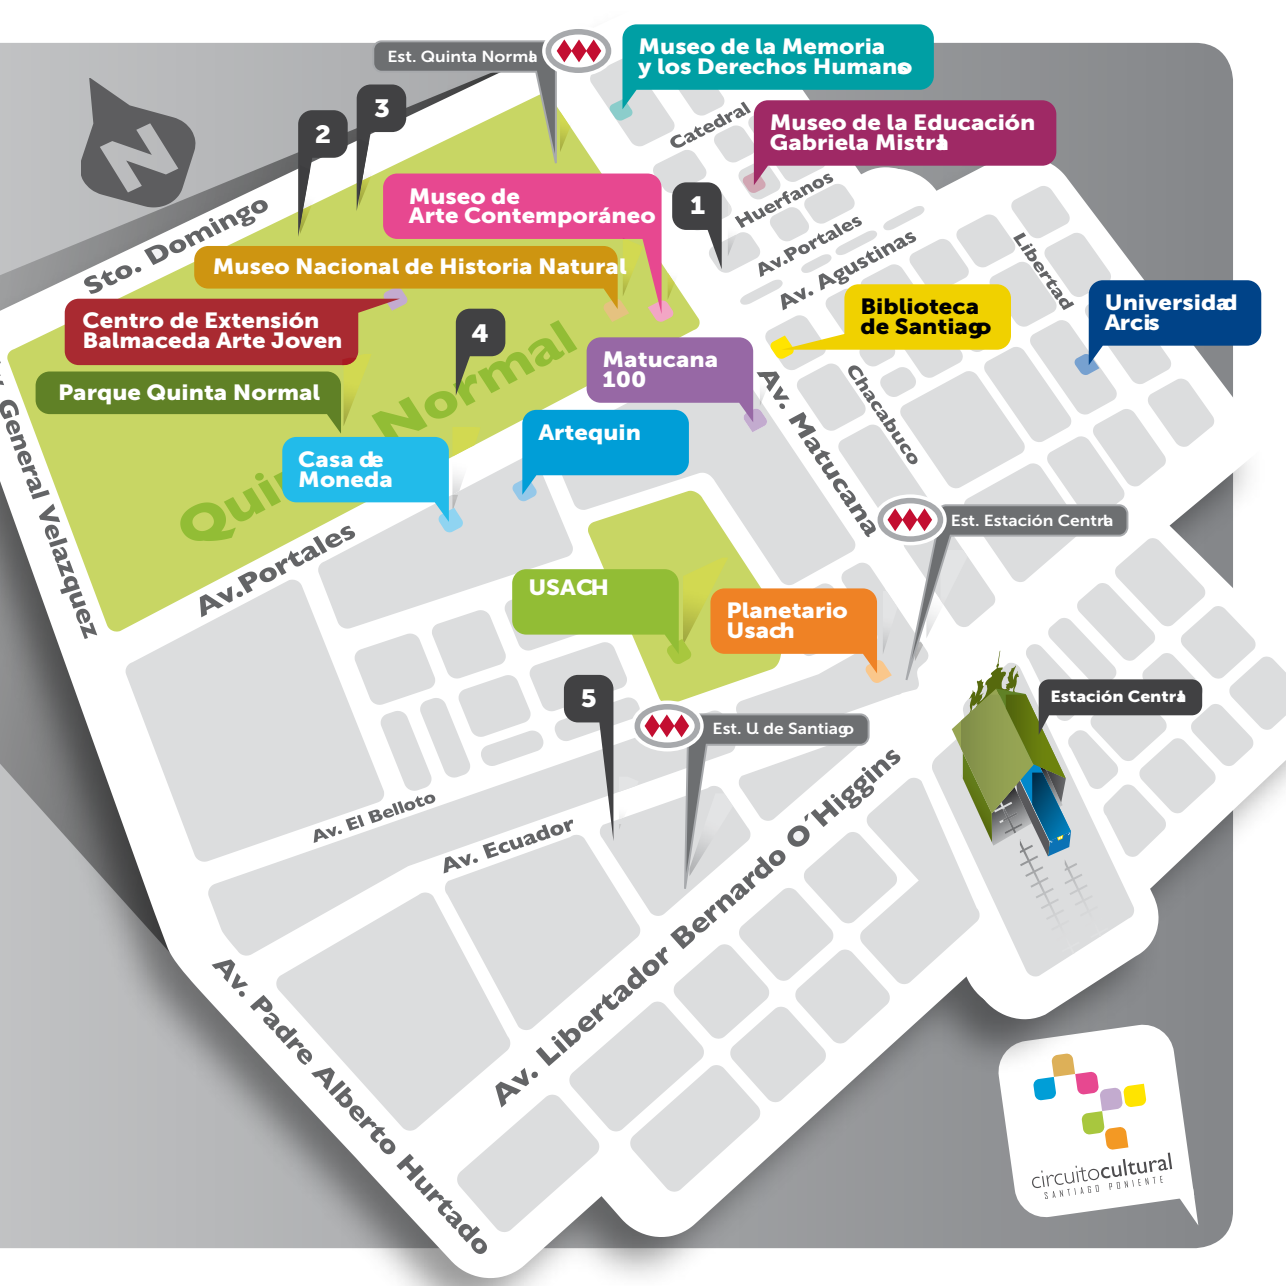 Est. Quinta Normal
Museo de la Memoria
y los Derechos Humanos
N
2
3
Catedral
Museo de la Educación
Gabriela Mistral
Museo de
Arte Contemporáneo
1
Huerfanos
Sto. Domingo
Av.Portales
Av. Agustinas
Libertad
Museo Nacional de Historia Natural
Centro de Extensión
Balmaceda Arte Joven
4
Biblioteca
de Santiago
Universidad
Arcis
Parque Quinta Normal
Matucana
100
Normal
Av. Matucana
Chacabuco
General Velazquez
Casa de
Moneda
Artequin
Qui
Av.Portales
Est. Estación Central
USACH
Planetario
Usach
5
Est. U. de Santiago
Estación Central
Av. El Belloto
Av. Ecuador
Av. Libertador Bernardo O´Higgins
Av. Padre Alberto Hurtado
circuitocultural
SANTIAGO PONIENTE